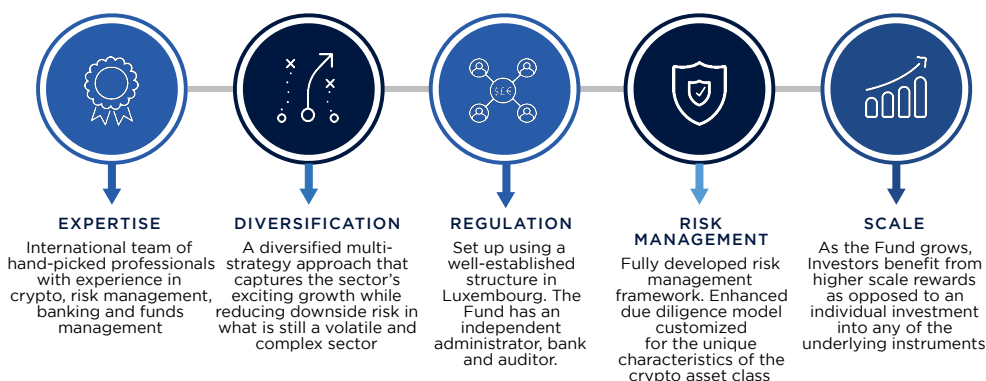 $£€
EXPERTISE
International team of
hand-picked professionals
with experience in
crypto, risk management,
banking and funds
management
DIVERSIFICATION
A diversified multi-
strategy approach that
captures the sector's
exciting growth while
reducing downside risk in
what is still a volatile and
complex sector
REGULATION
Set up using a
well-established
structure in
Luxembourg. The
Fund has an
independent
administrator, bank
and auditor.
RISK
MANAGEMENT
Fully developed risk
management
framework. Enhanced
due diligence model
customized
for the unique
characteristics of the
crypto asset class
SCALE
As the Fund grows,
Investors benefit from
higher scale rewards
as opposed to an
individual investment
into any of the
underlying instruments